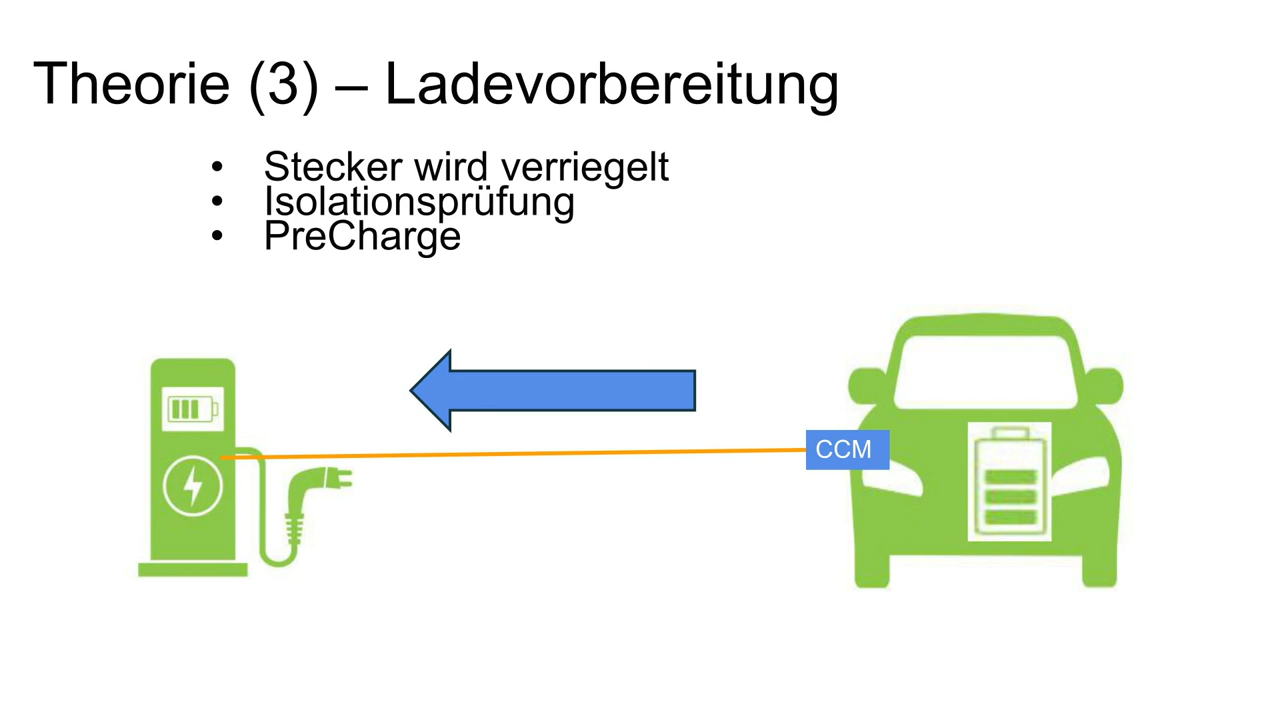 Theorie (3) – Ladevorbereitung
• Stecker wird verriegelt
• Isolationsprüfung
• PreCharge
CCM